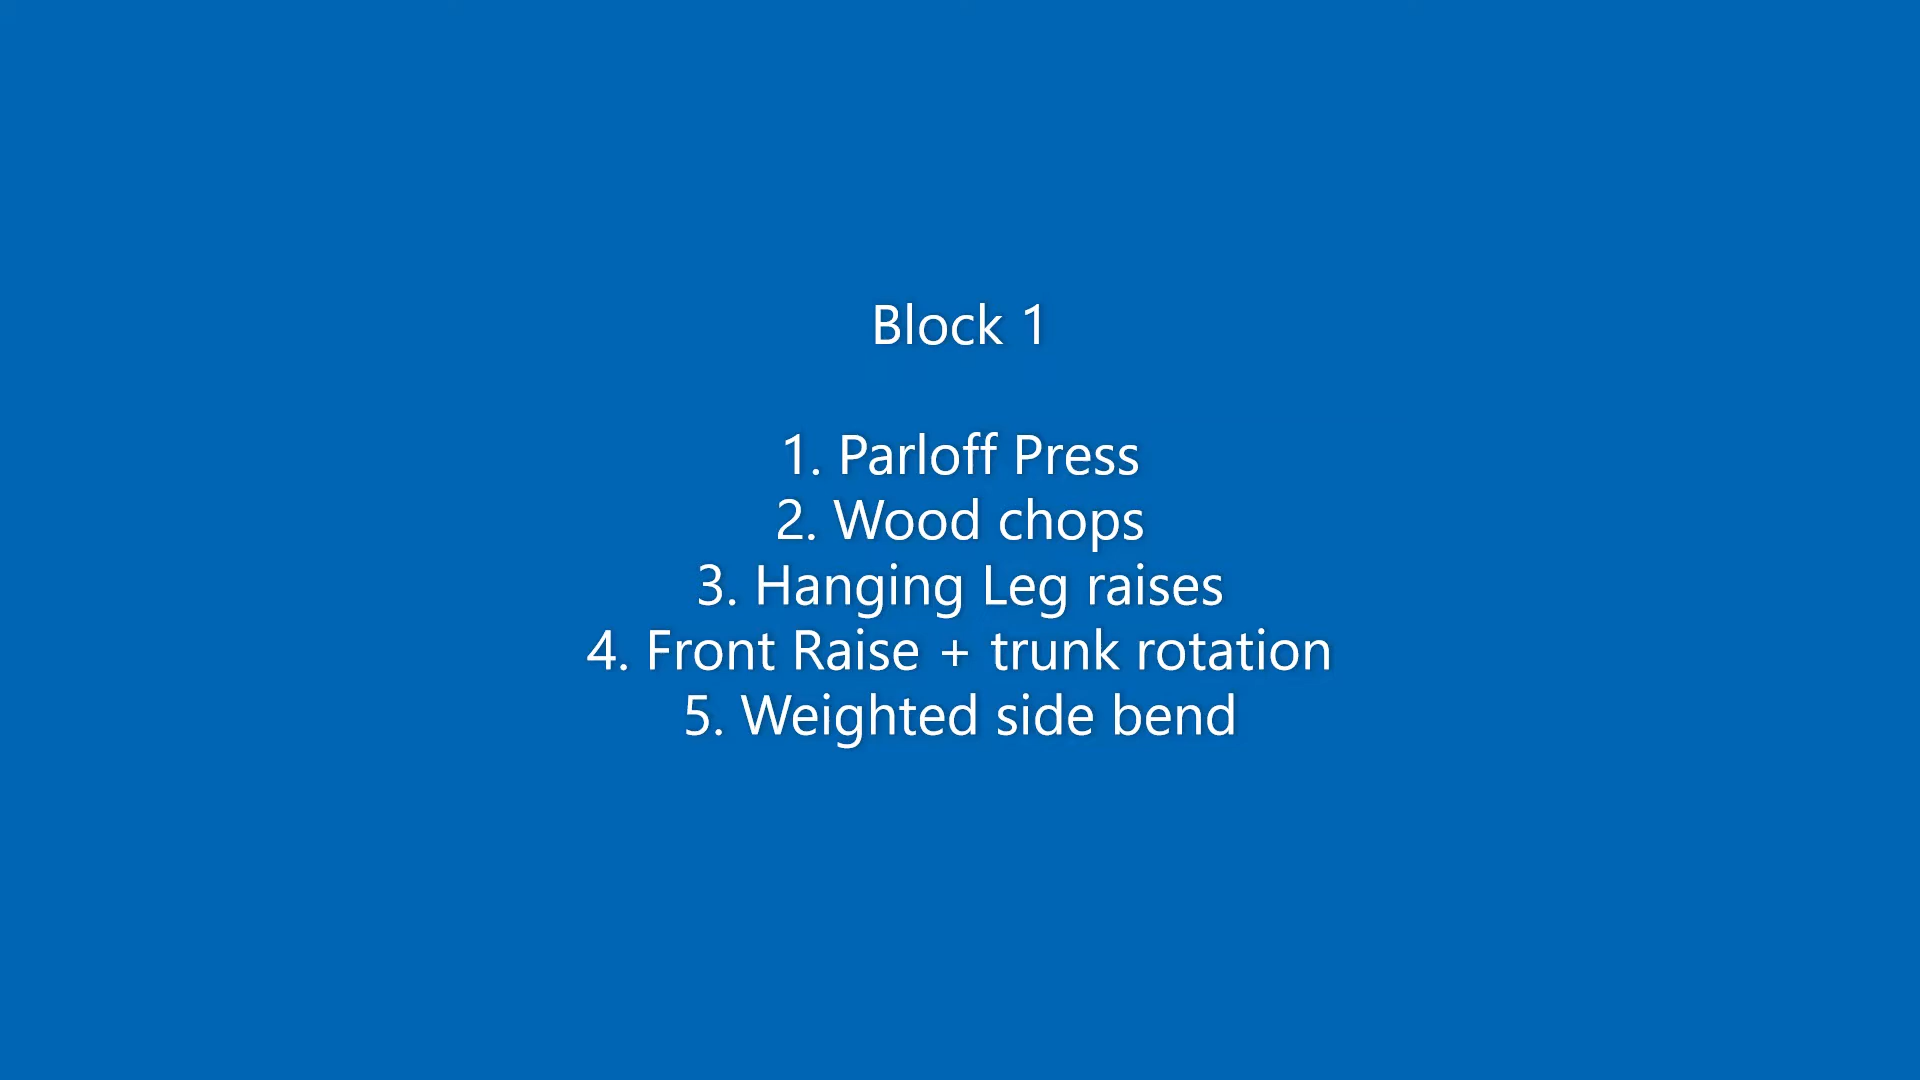 Block 1
1. Parloff Press
2. Wood chops
3. Hanging Leg raises
4. Front Raise + trunk rotation
5. Weighted side bend